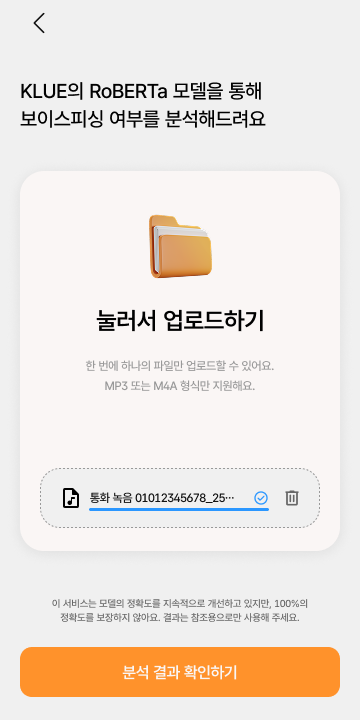 KLUE의 RoBERTa 모델을 통해
보이스피싱 여부를 분석해드려요
눌러서 업로드하기
한 번에 하나의 파일만 업로드할 수 있어요.
MP3 또는 M4A 형식만 지원해요.
통화 녹음 01012345678_25…
이 서비스는 모델의 정확도를 지속적으로 개선하고 있지만, 100%의
정확도를 보장하지 않아요. 결과는 참조용으로만 사용해 주세요.
분석 결과 확인하기